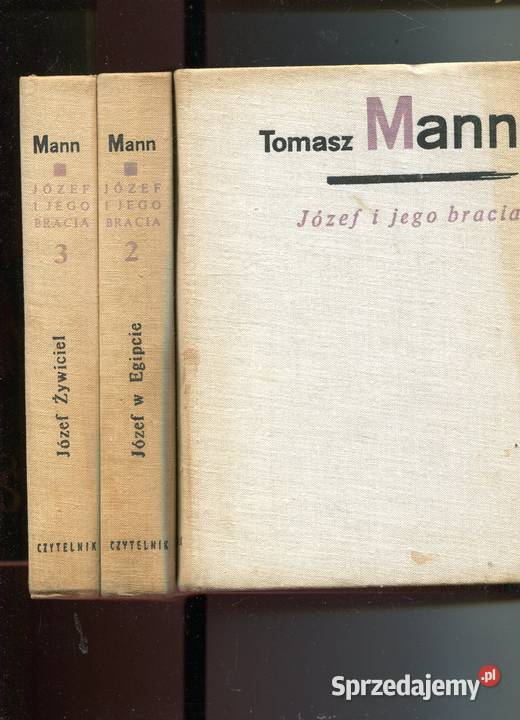 Mann
JÓZEF
I JEGO
BRACIA
3
Józef Żywiciel
CZYTELNIK
Mann
JÓZEF
I JEGO
BRACIA
2
Józef w Egipcie
CZYTELNIK
Tomasz Mann
Józef i jego bracia
Sprzedajemy.pl